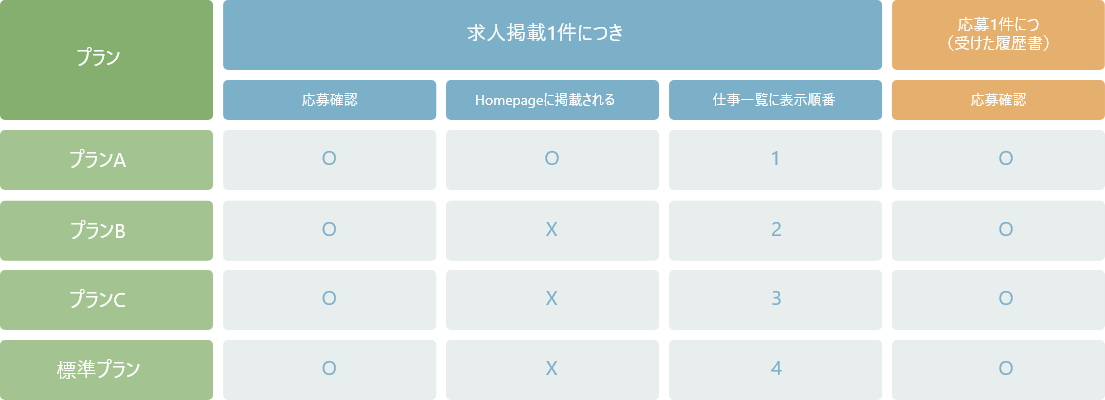 プラン
求人掲載1件につき
応募1件につ
（受けた履歴書）
応募確認
Homepageに掲載される
仕事一覧に表示順番
応募確認
プランA
O
O
1
O
プランB
O
X
2
O
プランC
O
X
3
O
標準プラン
O
X
4
O